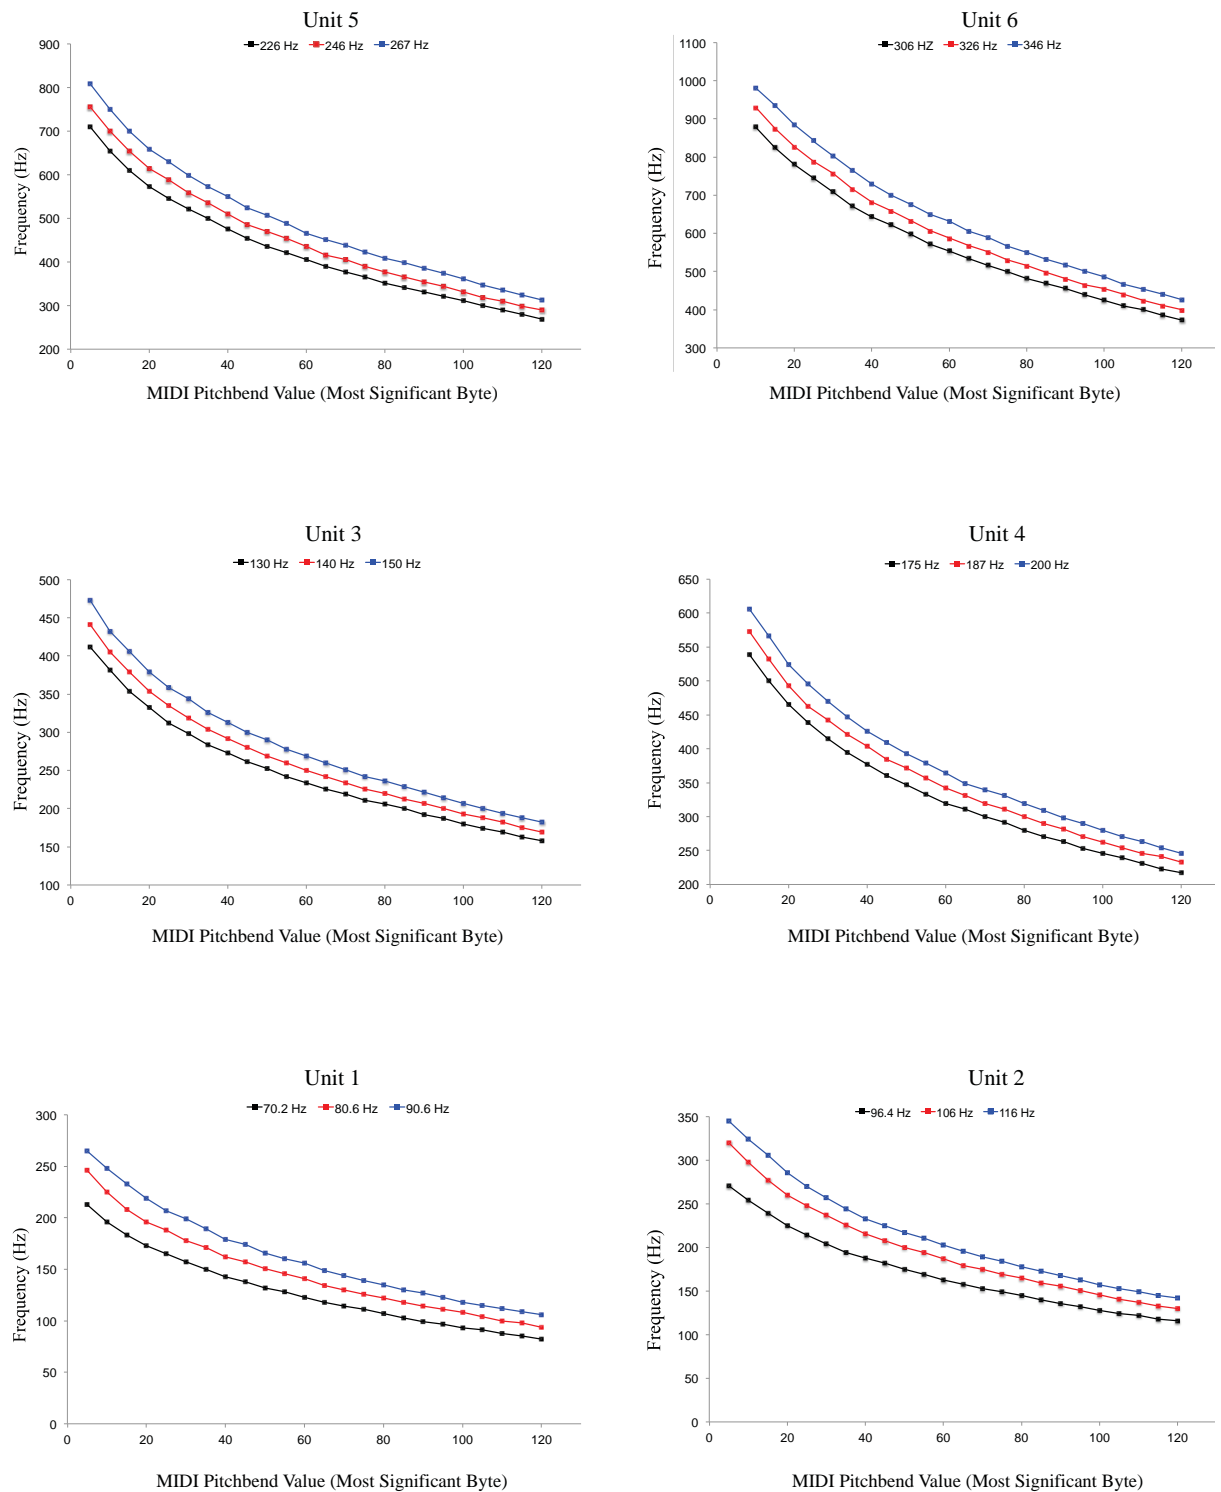 Unit 5
226 Hz 246 Hz 267 Hz
900
800
700
600
500
400
300
200
Frequency (Hz)
0 20 40 60 80 100 120
MIDI Pitchbend Value (Most Significant Byte)
Unit 6
306 HZ 326 Hz 346 Hz
1100
1000
900
800
700
600
500
400
300
Frequency (Hz)
0 20 40 60 80 100 120
MIDI Pitchbend Value (Most Significant Byte)
Unit 3
130 Hz 140 Hz 150 Hz
500
450
400
350
300
250
200
150
100
Frequency (Hz)
0 20 40 60 80 100 120
MIDI Pitchbend Value (Most Significant Byte)
Unit 4
175 Hz 187 Hz 200 Hz
650
600
550
500
450
400
350
300
250
200
Frequency (Hz)
0 20 40 60 80 100 120
MIDI Pitchbend Value (Most Significant Byte)
Unit 1
70.2 Hz 80.6 Hz 90.6 Hz
300
250
200
150
100
50
0
Frequency (Hz)
0 20 40 60 80 100 120
MIDI Pitchbend Value (Most Significant Byte)
Unit 2
96.4 Hz 106 Hz 116 Hz
350
300
250
200
150
100
50
0
Frequency (Hz)
0 20 40 60 80 100 120
MIDI Pitchbend Value (Most Significant Byte)